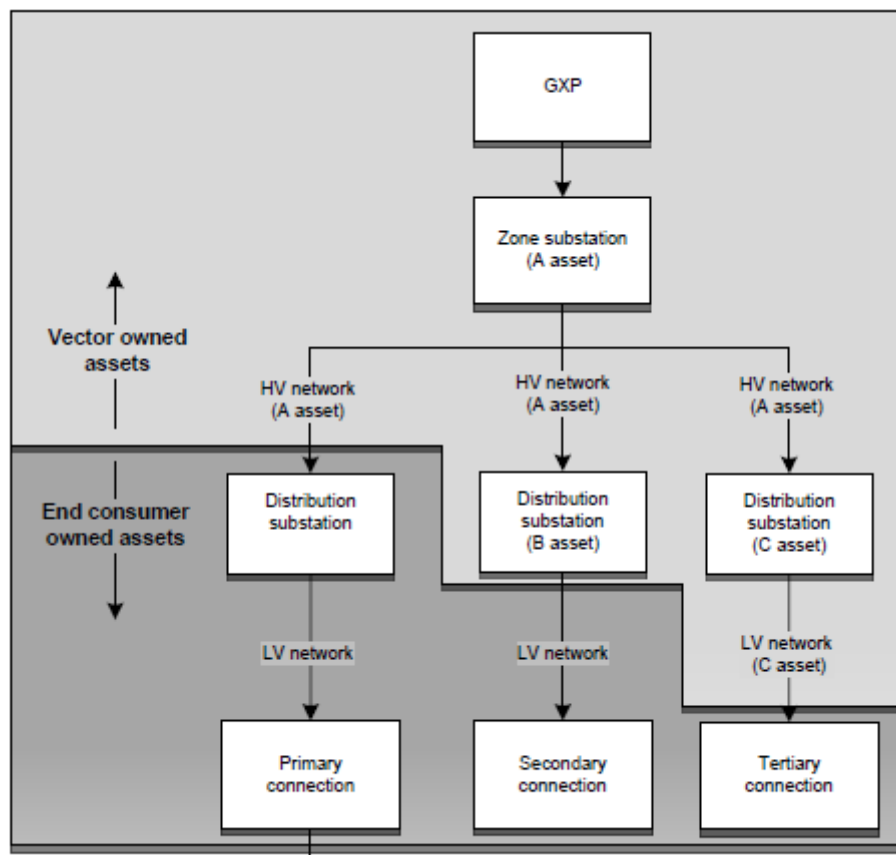 GXP
Zone substation
(A asset)
Vector owned
assets
HV network
(A asset)
HV network
(A asset)
HV network
(A asset)
End consumer
owned assets
Distribution
substation
Distribution
substation
(B asset)
Distribution
substation
(C asset)
LV network
LV network
LV network
(C asset)
Primary
connection
Secondary
connection
Tertiary
connection